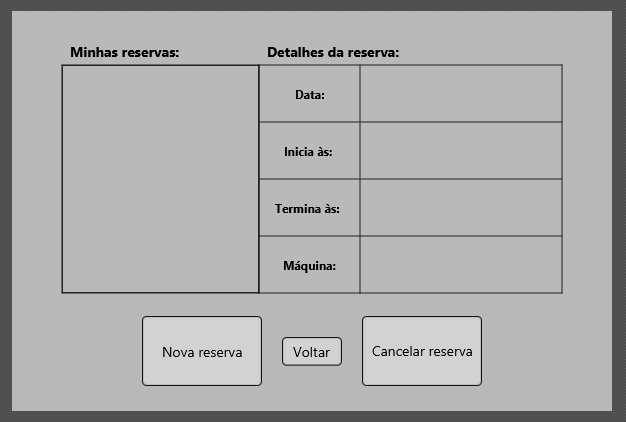 Minhas reservas:
Detalhes da reserva:
Data:
Inicia às:
Termina às:
Máquina:
Nova reserva
Voltar
Cancelar reserva